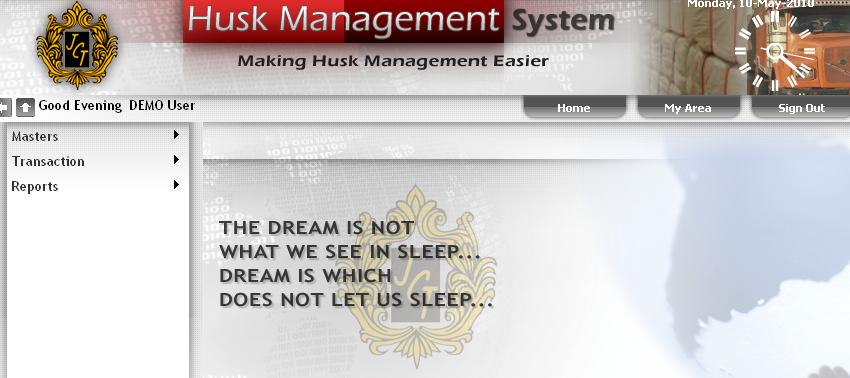 Monday, 10-May-2010
Husk Management System
Making Husk Management Easier
JGT
Good Evening DEMO User
Home
My Area
Sign Out
Masters
Transaction
Reports
THE DREAM IS NOT
WHAT WE SEE IN SLEEP...
DREAM IS WHICH
DOES NOT LET US SLEEP...
JGT